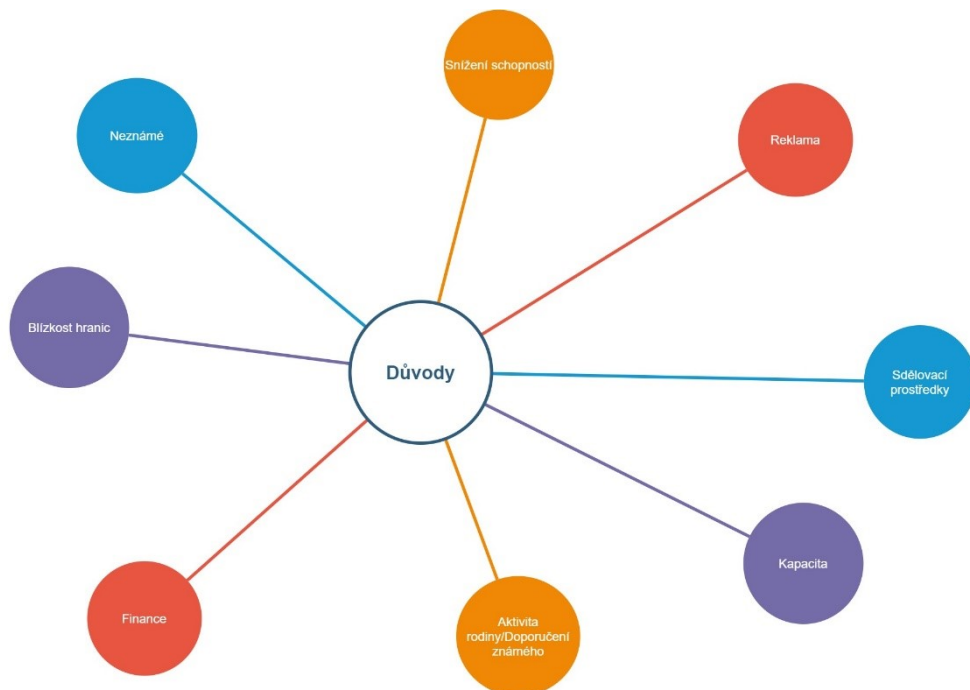 Snížení schopností
Neznámé
Reklama
Blízkost hranic
Důvody
Sdělovací
prostředky
Kapacita
Finance
Aktivita
rodiny/Doporučení
známého